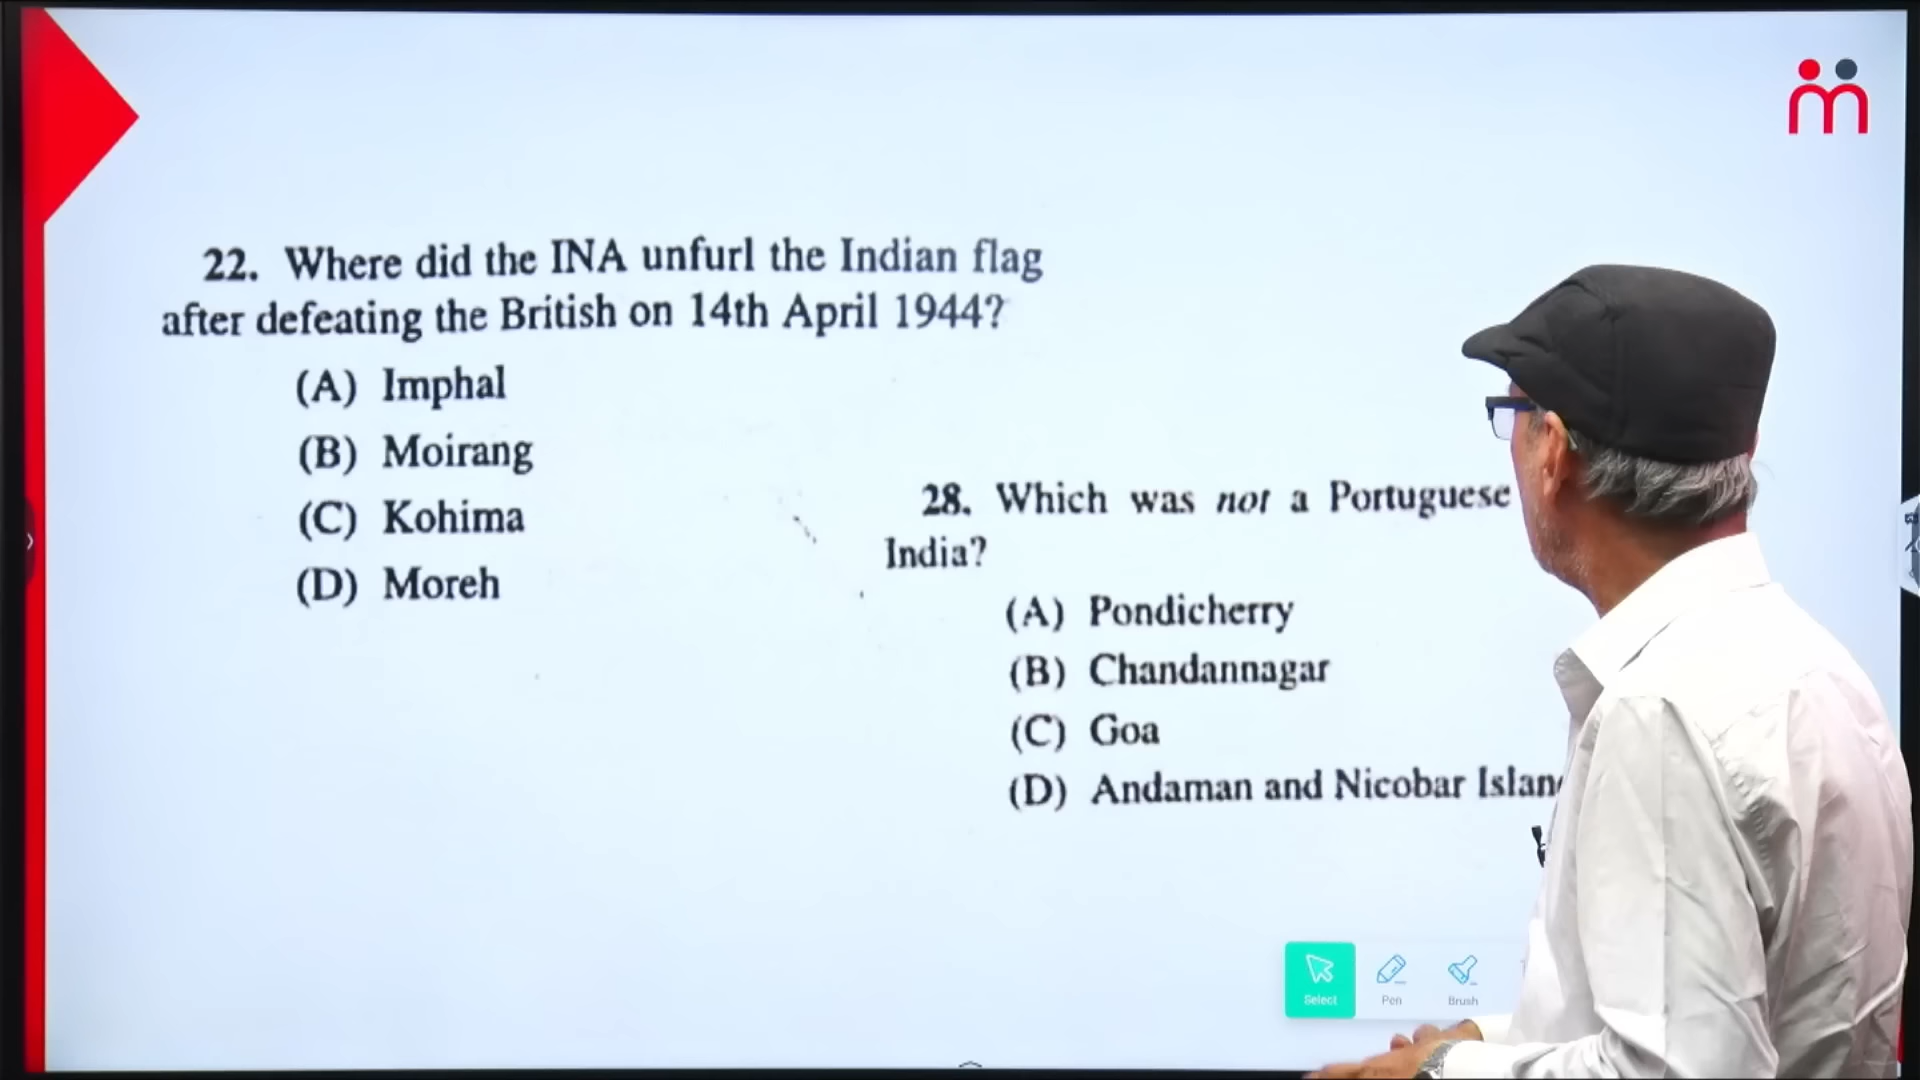 22. Where did the INA unfurl the Indian flag
after defeating the British on 14th April 1944?
(A) Imphal
(B) Moirang
(C) Kohima
(D) Moreh
28. Which was not a Portuguese
India?
(A) Pondicherry
(B) Chandannagar
(C) Goa
(D) Andaman and Nicobar
Select Pen Brush